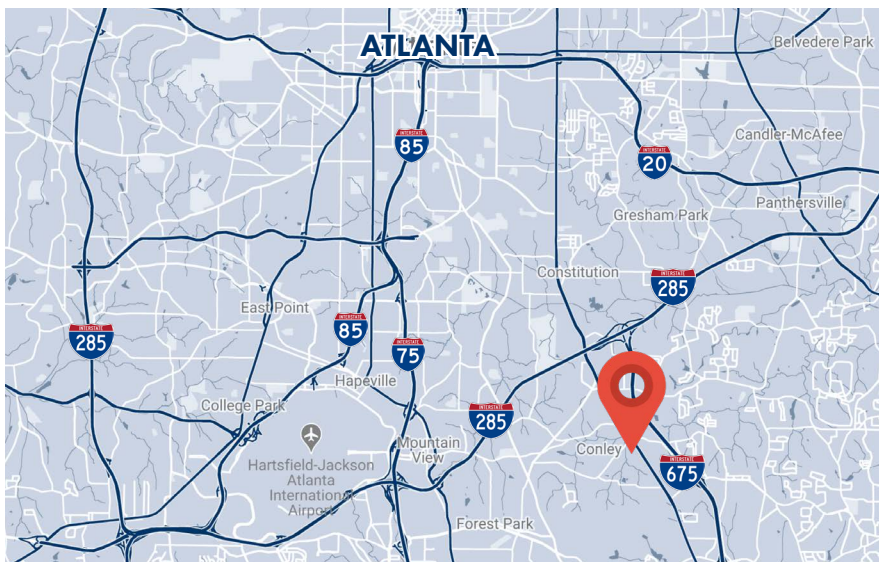 ATLANTA
Belvedere Park
INTERSTATE
85
Candler-McAfee
INTERSTATE
20
Panthersville
Gresham Park
Constitution
INTERSTATE
285
East Point
INTERSTATE
85
INTERSTATE
285
INTERSTATE
75
Hapeville
College Park
INTERSTATE
285
Mountain
View
Conley
Hartsfield-Jackson
Atlanta
International
Airport
INTERSTATE
675
Forest Park